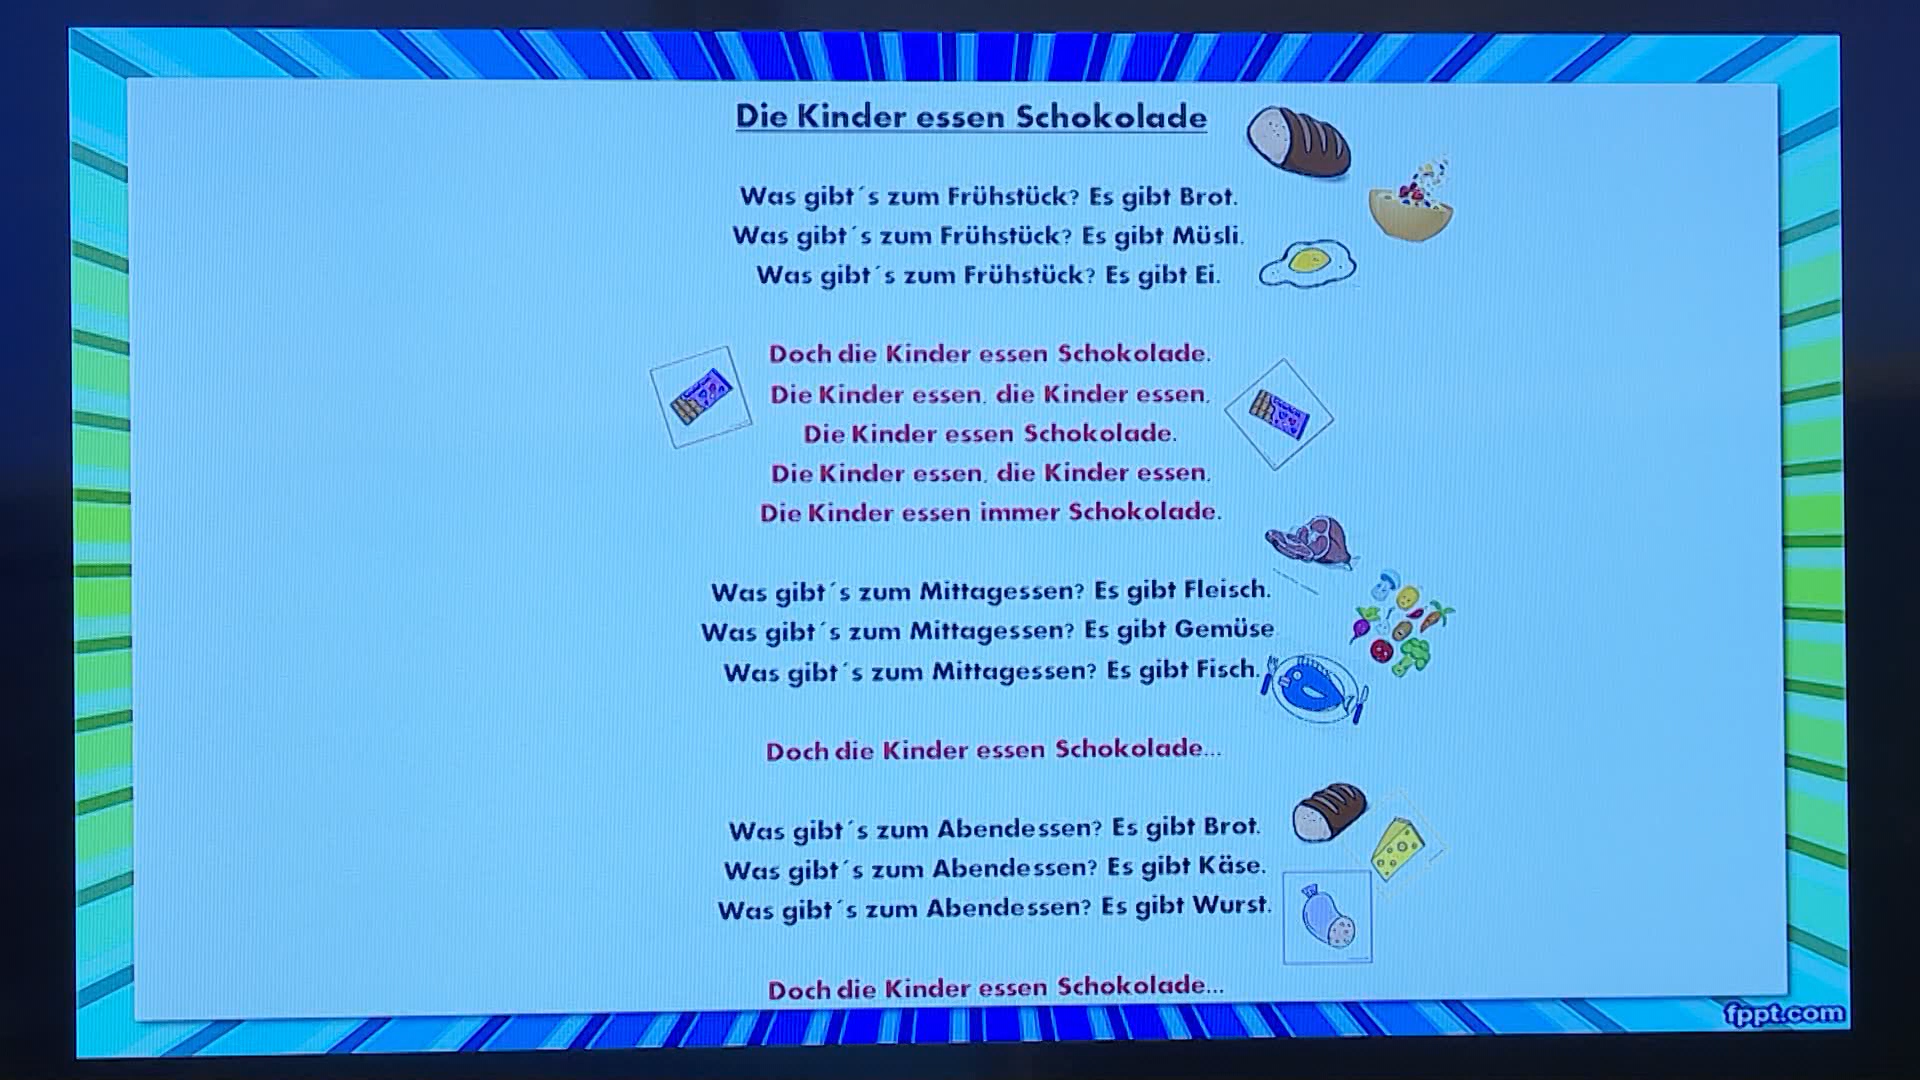 Die Kinder essen Schokolade
Was gibt´s zum Frühstück? Es gibt Brot.
Was gibt´s zum Frühstück? Es gibt Müsli.
Was gibt´s zum Frühstück? Es gibt Ei.
Doch die Kinder essen Schokolade.
Die Kinder essen, die Kinder essen,
Die Kinder essen Schokolade.
Die Kinder essen, die Kinder essen,
Die Kinder essen immer Schokolade.
Was gibt´s zum Mittagessen? Es gibt Fleisch.
Was gibt´s zum Mittagessen? Es gibt Gemüse
Was gibt´s zum Mittagessen? Es gibt Fisch.
Doch die Kinder essen Schokolade...
Was gibt´s zum Abendessen? Es gibt Brot.
Was gibt´s zum Abendessen? Es gibt Käse.
Was gibt´s zum Abendessen? Es gibt Wurst.
Doch die Kinder essen Schokolade...
fppt.com